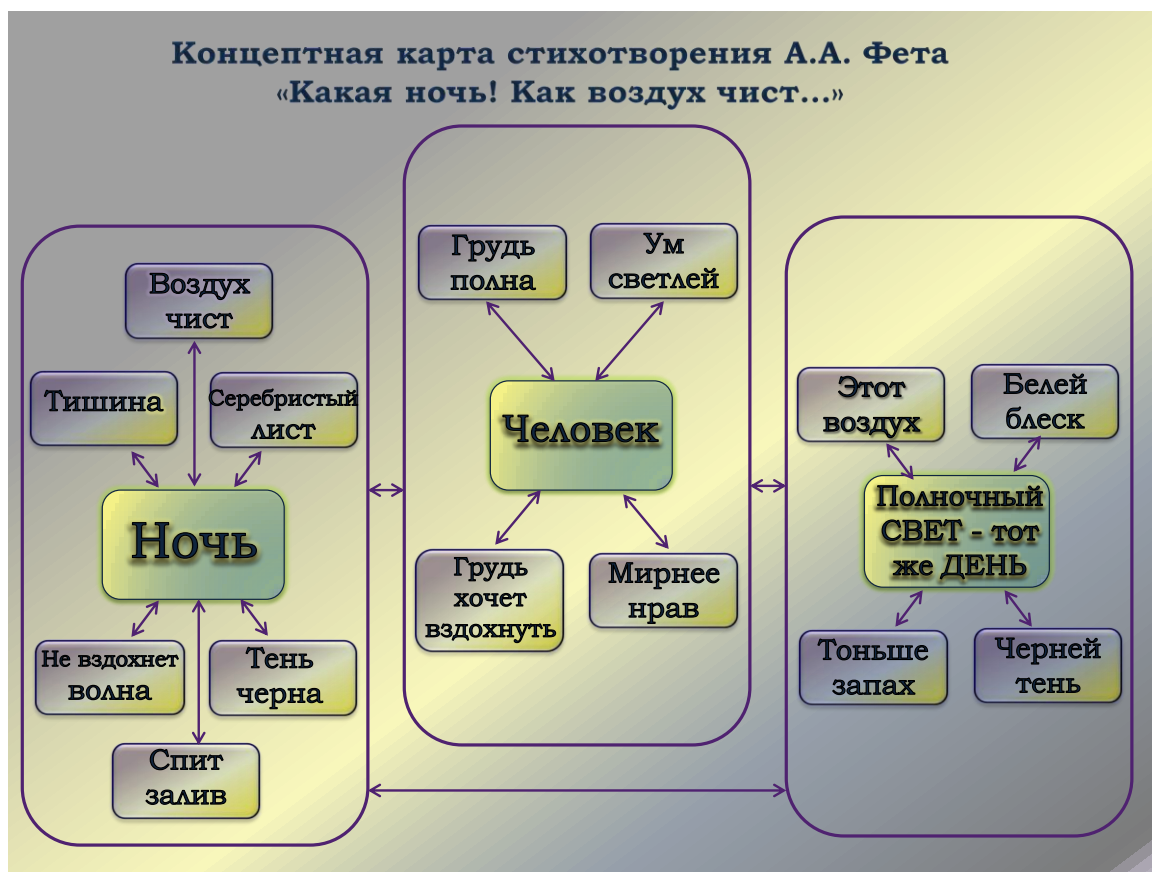 Концептная карта стихотворения А.А. Фета
«Какая ночь! Как воздух чист...»
Воздух
чист
Тишина
Серебристый
лист
Ночь
Не вздохнет
волна
Тень
черна
Спит
залив
Грудь
полна
Ум
светлей
Человек
Грудь
хочет
вздохнуть
Мирнее
нрав
Этот
воздух
Белей
блеск
Полночный
СВЕТ - тот
же ДЕНЬ
Тоньше
запах
Черней
тень